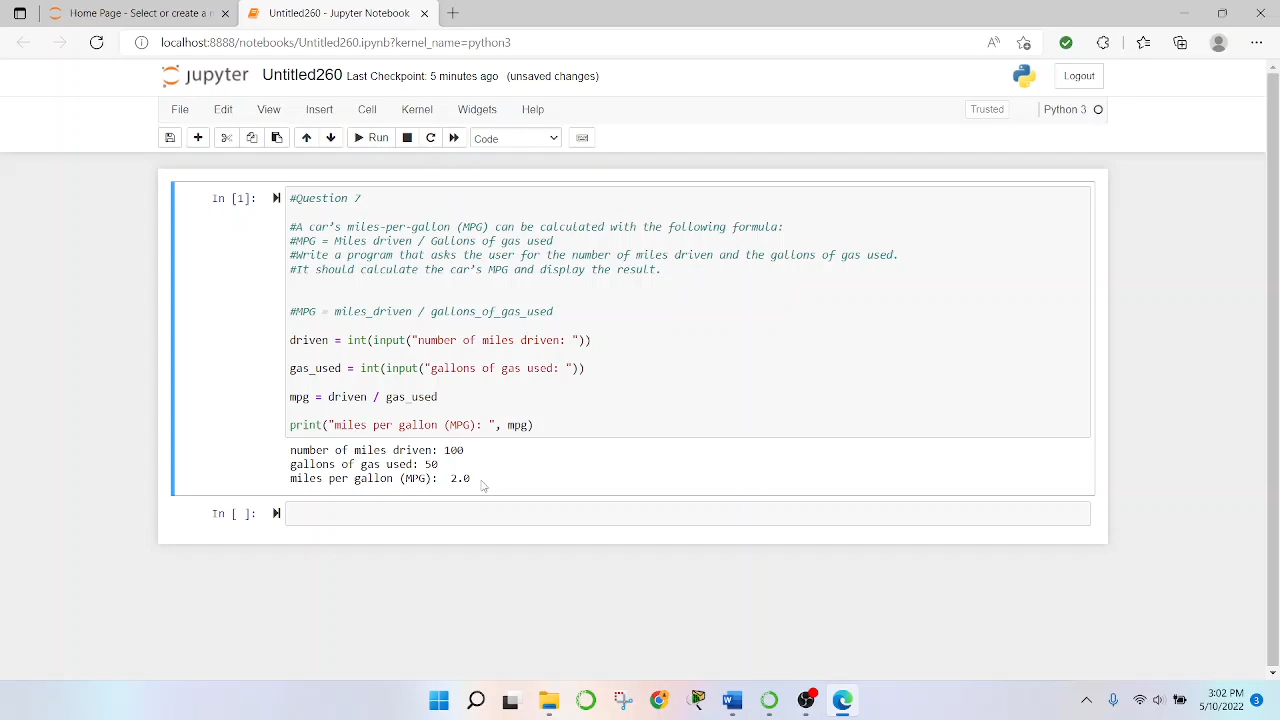 Home Page - Select or create a n
Untitled260 - Jupyter Notebook
localhost:8888/notebooks/Untitled260.ipynb?kernel_name=python3
jupyter Untitled260 Last Checkpoint: 5 minutes ago (unsaved changes)
Logout
File Edit View Insert Cell Kernel Widgets Help
Trusted
Python 3
Run
Code
In [1]:
#Question 7
#A car’s miles-per-gallon (MPG) can be calculated with the following formula:
#MPG = Miles driven / Gallons of gas used
#Write a program that asks the user for the number of miles driven and the gallons of gas used.
#It should calculate the car’s MPG and display the result.
#MPG = miles_driven / gallons_of_gas_used
driven = int(input("number of miles driven: "))
gas_used = int(input("gallons of gas used: "))
mpg = driven / gas_used
print("miles per gallon (MPG): ", mpg)
number of miles driven: 100
gallons of gas used: 50
miles per gallon (MPG):  2.0
In [ ]:
3:02 PM
5/10/2022
3